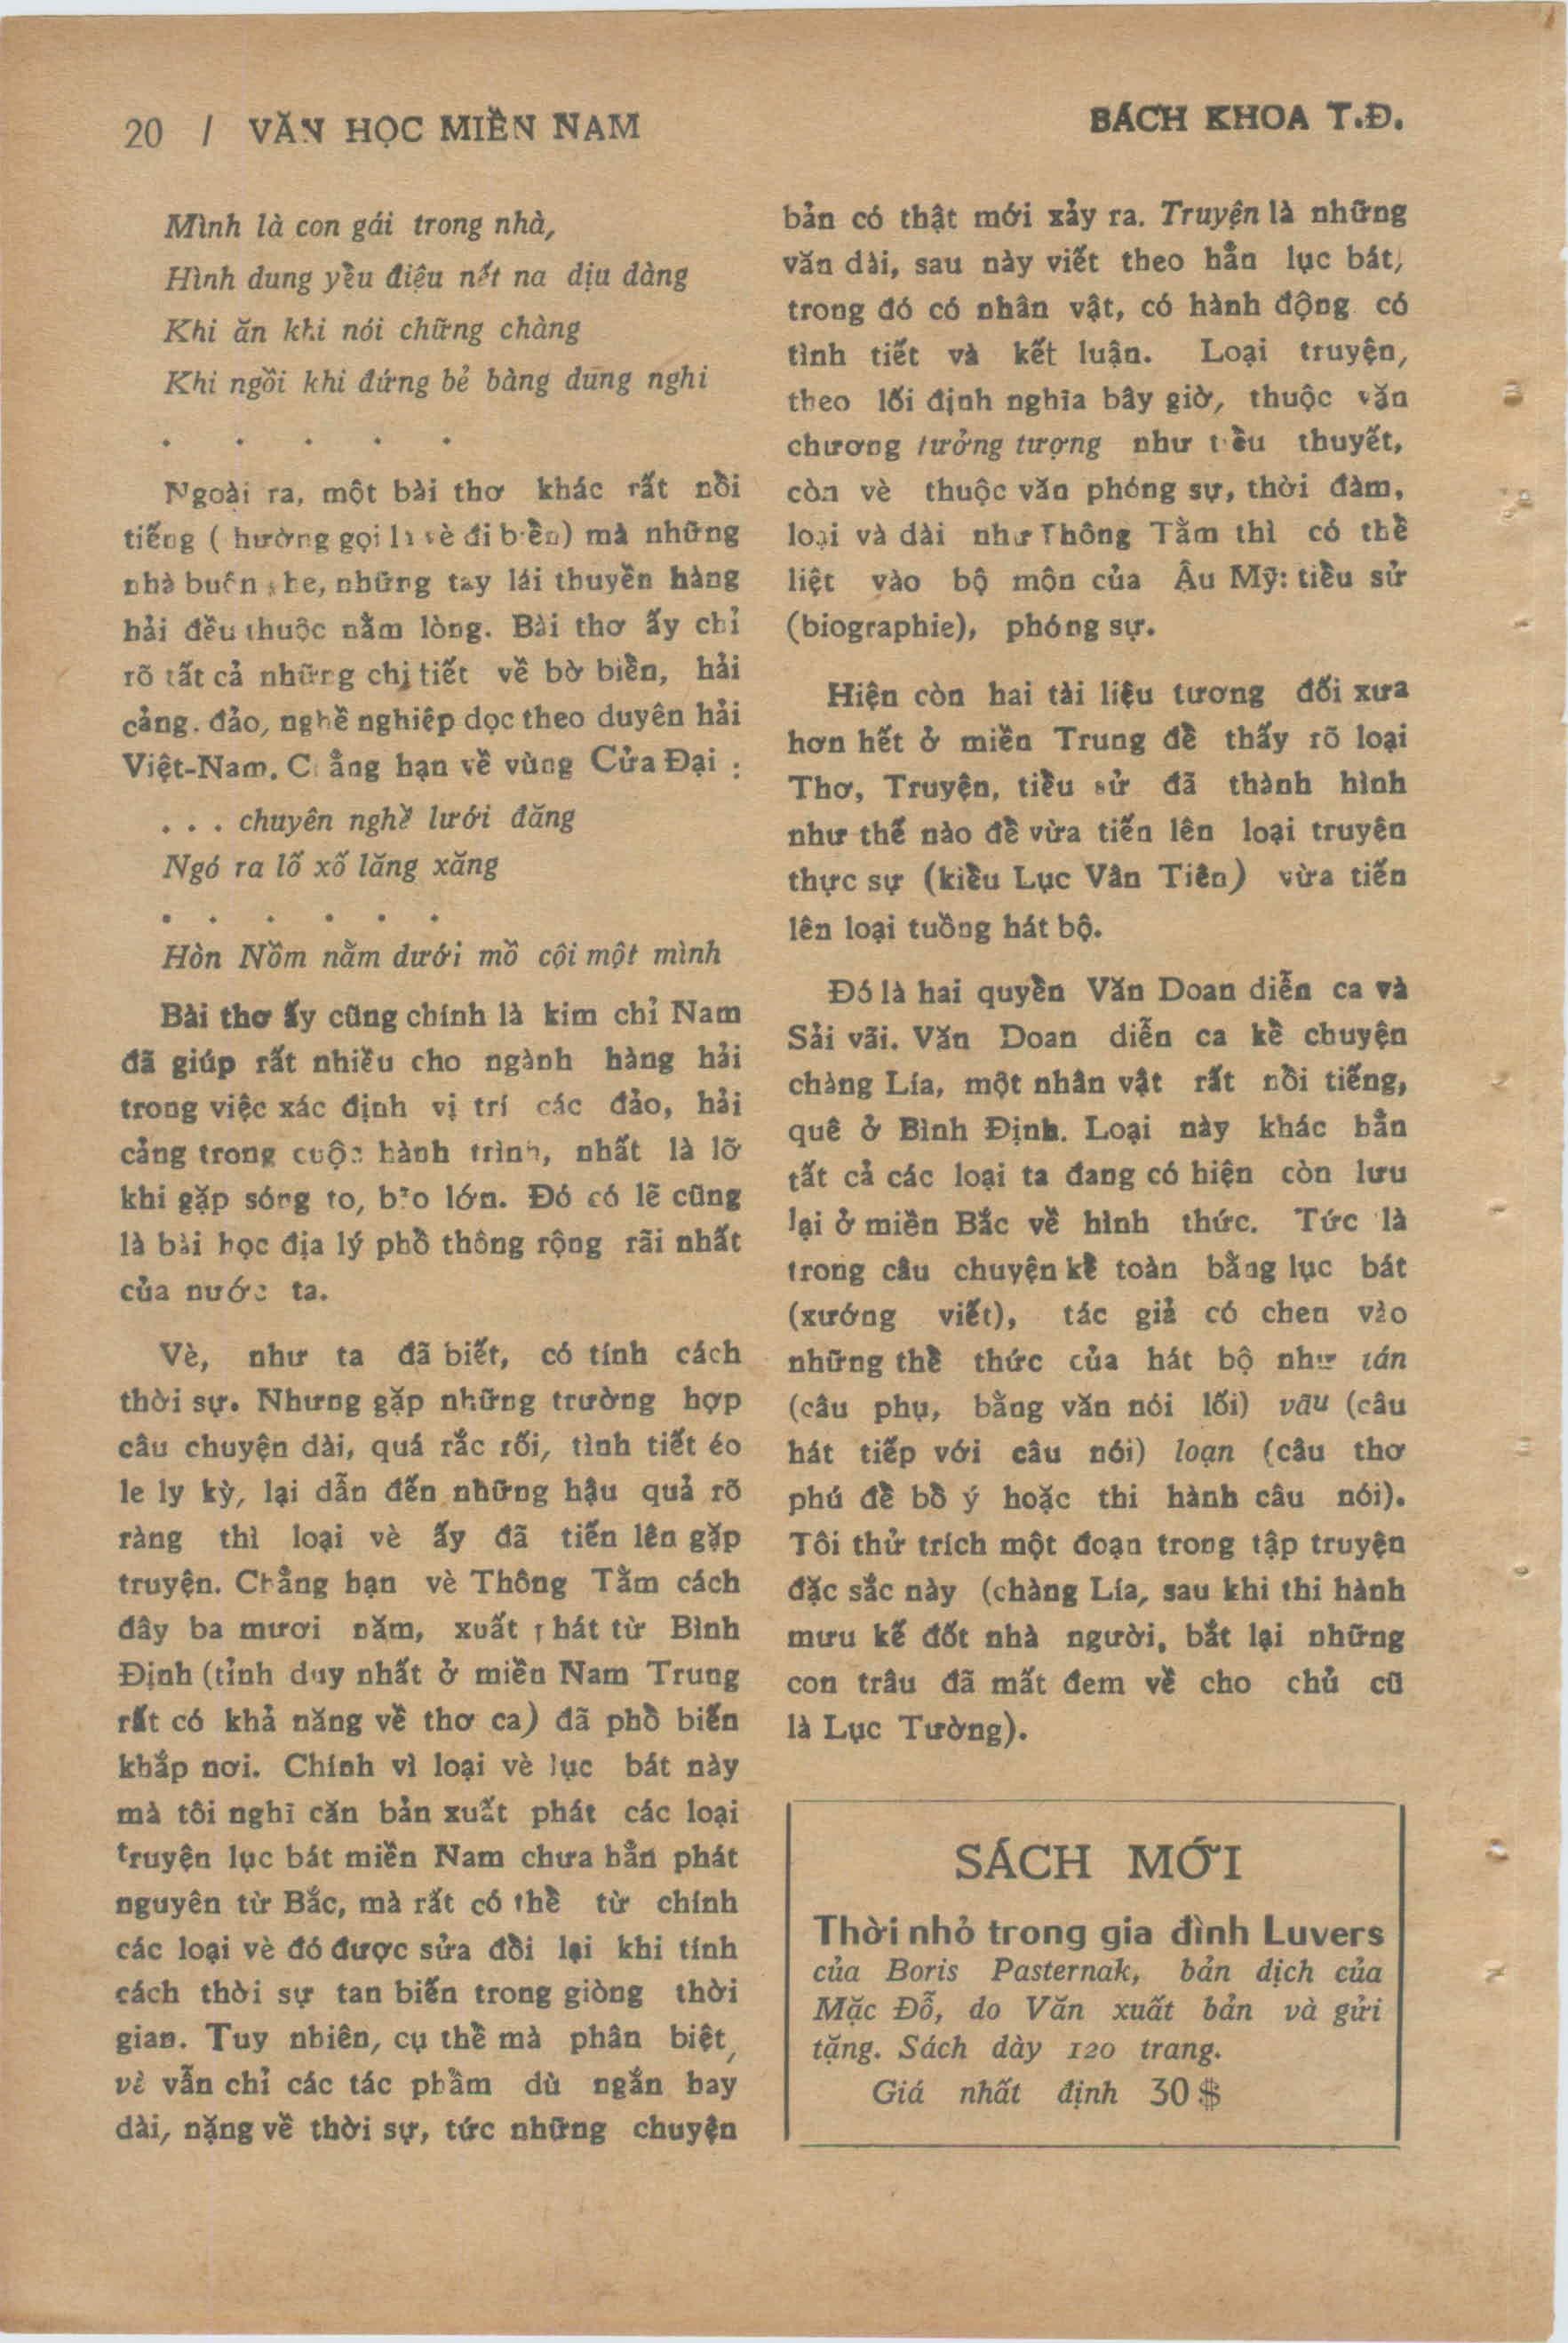 20 / VĂN HỌC MIỀN NAM
BÁCH KHOA T.Đ.
Mình là con gái trong nhà,
Hình dung yểu điệu nết na dịu dàng
Khi ăn khi nói chững chàng
Khi ngồi khi đứng bẻ bàng dung nghi
. . . . .
Ngoài ra, một bài thơ khác rất nổi
tiếng (thường gọi là vè đi biển) mà những
nhà buôn ghe, những tay lái thuyền hàng
hải đều thuộc nằm lòng. Bài thơ ấy chỉ
rõ tất cả những chi tiết về bờ biển, hải
cảng, đảo, nghề nghiệp dọc theo duyên hải
Việt-Nam. Chẳng hạn về vùng Cửa Đại :
. . . chuyên nghề lưới đăng
Ngó ra lố xố lăng xăng
. . . . . .
Hòn Nồm nằm dưới mồ côi một mình
Bài thơ ấy cũng chính là kim chỉ Nam
đã giúp rất nhiều cho ngành hàng hải
trong việc xác định vị trí các đảo, hải
cảng trong cuộc hành trình, nhất là lỡ
khi gặp sóng to, bão lớn. Đó có lẽ cũng
là bài học địa lý phổ thông rộng rãi nhất
của nước ta.
Vè, như ta đã biết, có tính cách
thời sự. Nhưng gặp những trường hợp
câu chuyện dài, quá rắc rối, tình tiết éo
le ly kỳ, lại dẫn đến những hậu quả rõ
ràng thì loại vè ấy đã tiến lên gặp
truyện. Chẳng hạn vè Thông Tằm cách
đây ba mươi năm, xuất phát từ Bình
Định (tỉnh duy nhất ở miền Nam Trung
rất có khả năng về thơ ca) đã phổ biến
khắp nơi. Chính vì loại vè lục bát này
mà tôi nghĩ căn bản xuất phát các loại
truyện lục bát miền Nam chưa hẳn phát
nguyên từ Bắc, mà rất có thể từ chính
các loại vè đó được sửa đổi lại khi tính
cách thời sự tan biến trong giòng thời
gian. Tuy nhiên, cụ thể mà phân biệt,
vè vẫn chỉ các tác phẩm dù ngắn hay
dài, nặng về thời sự, tức những chuyện
bản có thật mới xảy ra. Truyện là những
văn dài, sau này viết theo hẳn lục bát,
trong đó có nhân vật, có hành động có
tình tiết và kết luận. Loại truyện,
theo lối định nghĩa bây giờ, thuộc văn
chương tưởng tượng như tiểu thuyết,
còn vè thuộc văn phóng sự, thời đàm,
loại và dài như Thông Tằm thì có thể
liệt vào bộ môn của Âu Mỹ: tiểu sử
(biographie), phóng sự.
Hiện còn hai tài liệu tương đối xưa
hơn hết ở miền Trung để thấy rõ loại
Thơ, Truyện, tiểu sử đã thành hình
như thế nào để vừa tiến lên loại truyện
thực sự (kiểu Lục Vân Tiên) vừa tiến
lên loại tuồng hát bộ.
Đó là hai quyển Văn Doan diễn ca và
Sải vãi. Văn Doan diễn ca kể chuyện
chàng Lía, một nhân vật rất nổi tiếng,
quê ở Bình Định. Loại này khác hẳn
tất cả các loại ta đang có hiện còn lưu
lại ở miền Bắc về hình thức. Tức là
trong câu chuyện kể toàn bằng lục bát
(xướng viết), tác giả có chen vào
những thể thức của hát bộ như tán
(câu phụ, bằng văn nói lối) vãu (câu
hát tiếp với câu nói) loạn (câu thơ
phú để bổ ý hoặc thi hành câu nói).
Tôi thử trích một đoạn trong tập truyện
đặc sắc này (chàng Lía, sau khi thi hành
mưu kế đốt nhà người, bắt lại những
con trâu đã mất đem về cho chủ cũ
là Lục Tường).
SÁCH MỚI
Thời nhỏ trong gia đình Luvers
của Boris Pasternak, bản dịch của
Mặc Đỗ, do Văn xuất bản và gửi
tặng. Sách dày 120 trang.
Giá nhất định 30$